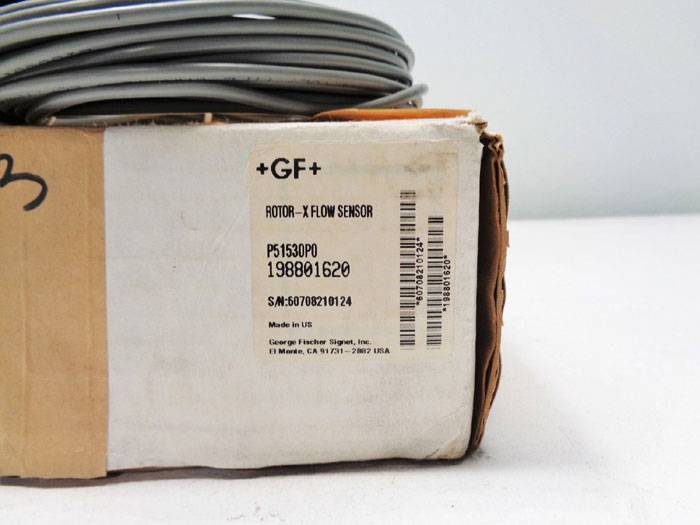 3
+GF+
ROTOR-X FLOW SENSOR
P51530P0
198801620
S/N:60708210124
Made in US
George Fischer Signet, Inc.
El Monte, CA 91731-2882 USA
*60708210124*
*198801620*